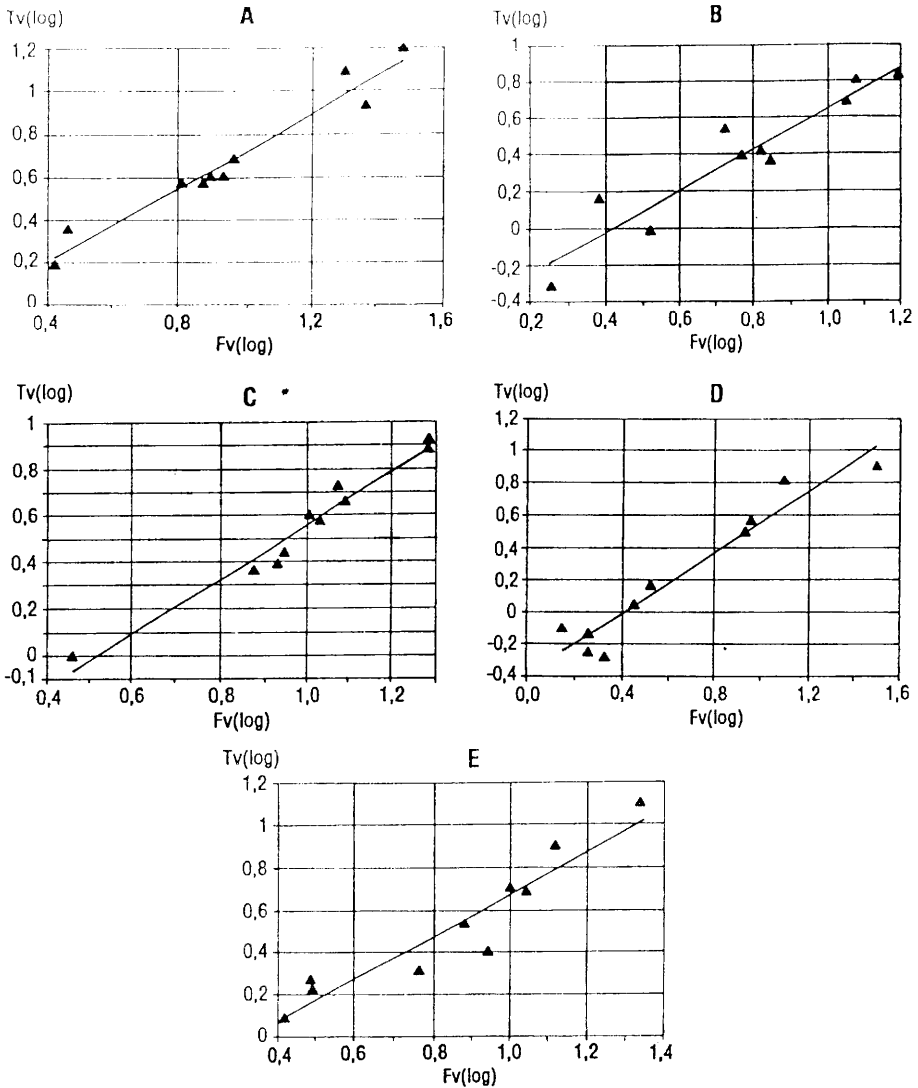 A
Tv(log)
1,2
1
0,8
0,6
0,4
0,2
0
0,4 0,8 1,2 1,6
Fv(log)
B
Tv(log)
1
0,8
0,6
0,4
0,2
0
-0,2
-0,4
0,2 0,4 0,6 0,8 1,0 1,2
Fv(log)
C
Tv(log)
1
0,8
0,6
0,4
0,2
0
-0,1
0,4 0,6 0,8 1,0 1,2
Fv(log)
D
Tv(log)
1,2
1
0,8
0,6
0,4
0,2
0
-0,2
-0,4
0,0 0,4 0,8 1,2 1,6
Fv(log)
E
Tv(log)
1,2
1
0,8
0,6
0,4
0,2
0
0,4 0,6 0,8 1,0 1,2 1,4
Fv(log)